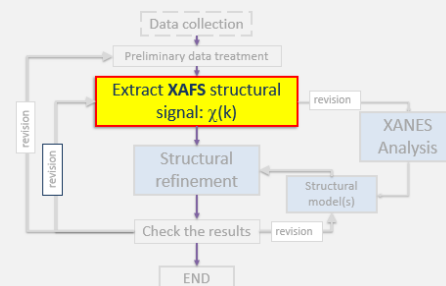 Data collection
Preliminary data treatment
Extract XAFS structural
signal: χ(k)
revision
XANES
Analysis
revision
revision
Structural
refinement
Structural
model(s)
Check the results
revision
END